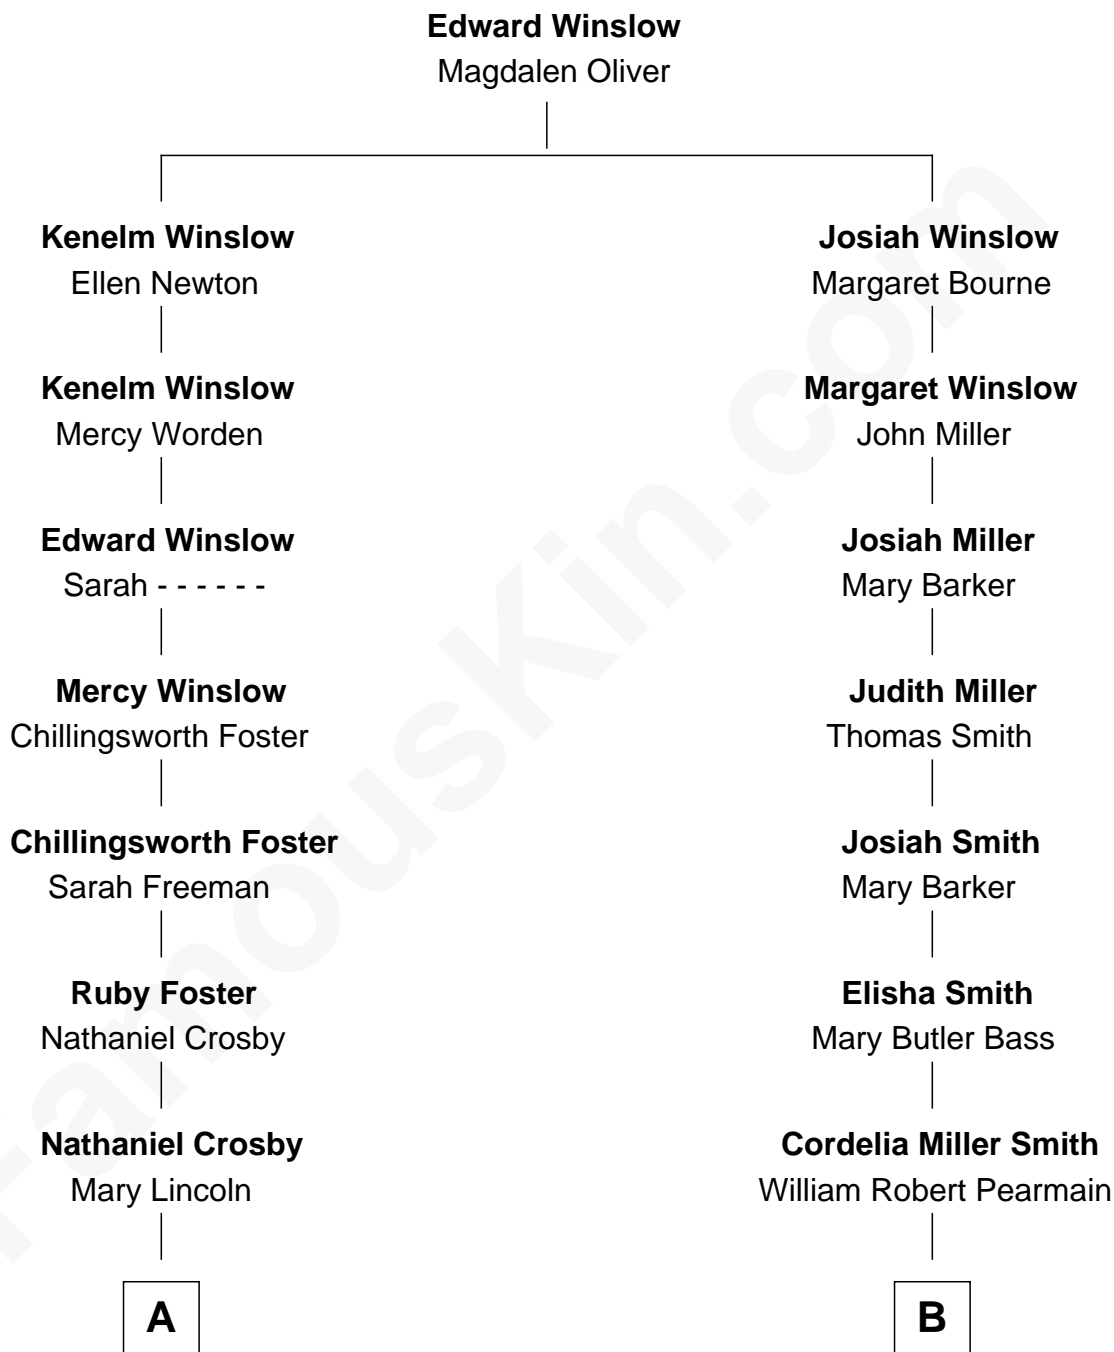 Edward Winslow
Magdalen Oliver
Kenelm Winslow
Ellen Newton
Josiah Winslow
Margaret Bourne
Kenelm Winslow
Mercy Worden
Margaret Winslow
John Miller
Edward Winslow
Sarah - - - - - -
Josiah Miller
Mary Barker
Mercy Winslow
Chillingsworth Foster
Judith Miller
Thomas Smith
Chillingsworth Foster
Sarah Freeman
Josiah Smith
Mary Barker
Ruby Foster
Nathaniel Crosby
Elisha Smith
Mary Butler Bass
Nathaniel Crosby
Mary Lincoln
Cordelia Miller Smith
William Robert Pearmain
A
B
FamousKin.com